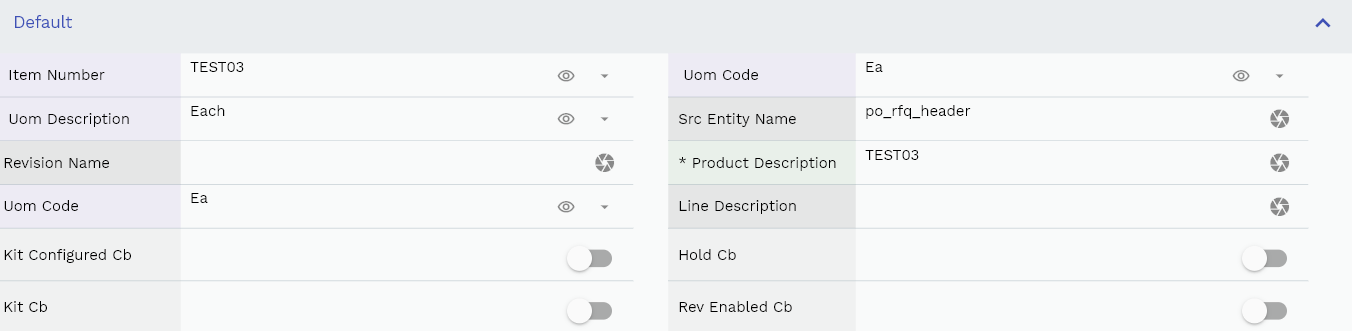 Default
Item Number TEST03 Uom Code Ea
Uom Description Each Src Entity Name po_rfq_header
Revision Name * Product Description TEST03
Uom Code Ea Line Description
Kit Configured Cb Hold Cb
Kit Cb Rev Enabled Cb